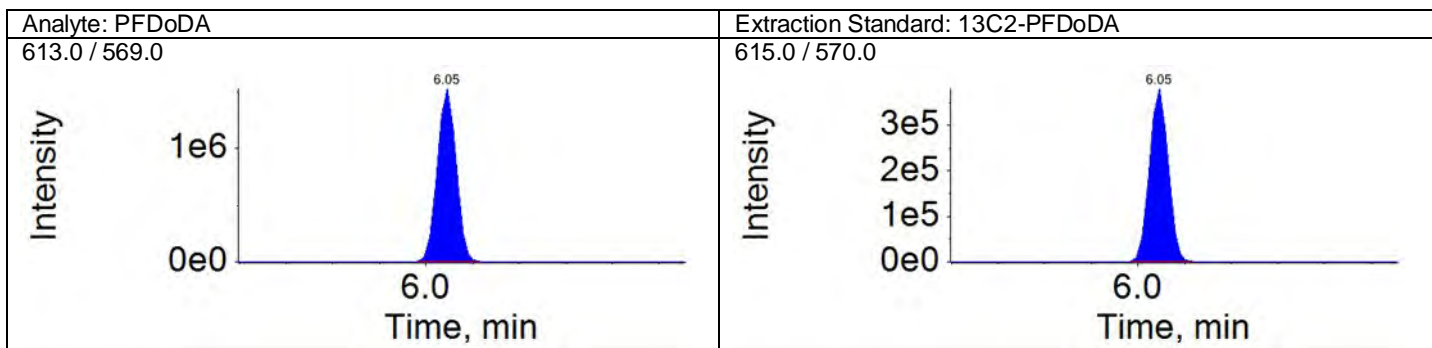 Analyte: PFDoDA
613.0 / 569.0
6.05
Intensity
1e6
0e0
6.0
Time, min
Extraction Standard: 13C2-PFDoDA
615.0 / 570.0
6.05
Intensity
3e5
2e5
1e5
0e0
6.0
Time, min